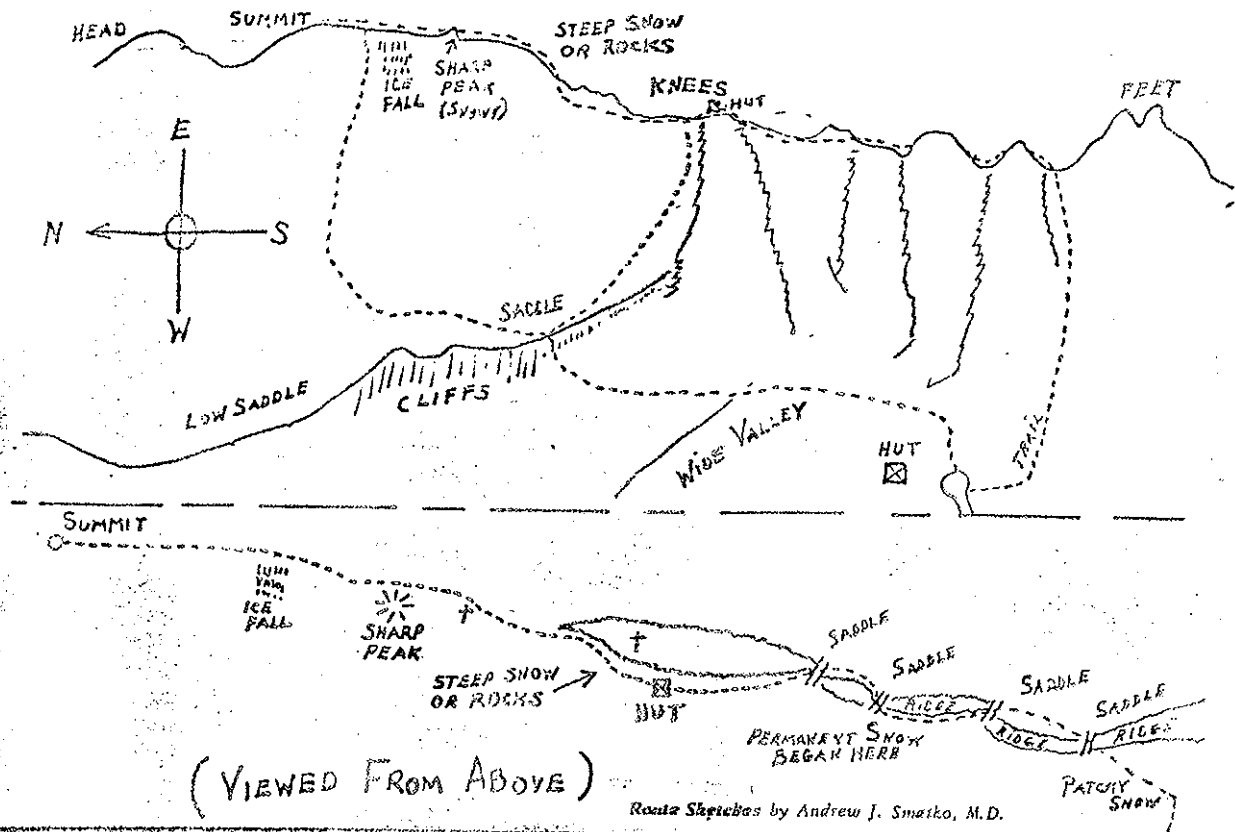 HEAD
SUMMIT
STEEP SNOW
OR ROCKS
ICE
FALL
SHARP
PEAK
KNEES
HUT
FEET
E
N
S
W
SADDLE
LOW SADDLE
CLIFFS
WIDE VALLEY
HUT
TRAIL
SUMMIT
ICE
FALL
SHARP
PEAK
STEEP SNOW
OR ROCKS
HUT
SADDLE
SADDLE
SADDLE
SADDLE
RIDGE
RIDGE
RIDGE
PERMANENT SNOW
BEGAN HERE
PATCHY
SNOW
(VIEWED FROM ABOVE)
Route Sketches by Andrew J. Smatko, M.D.